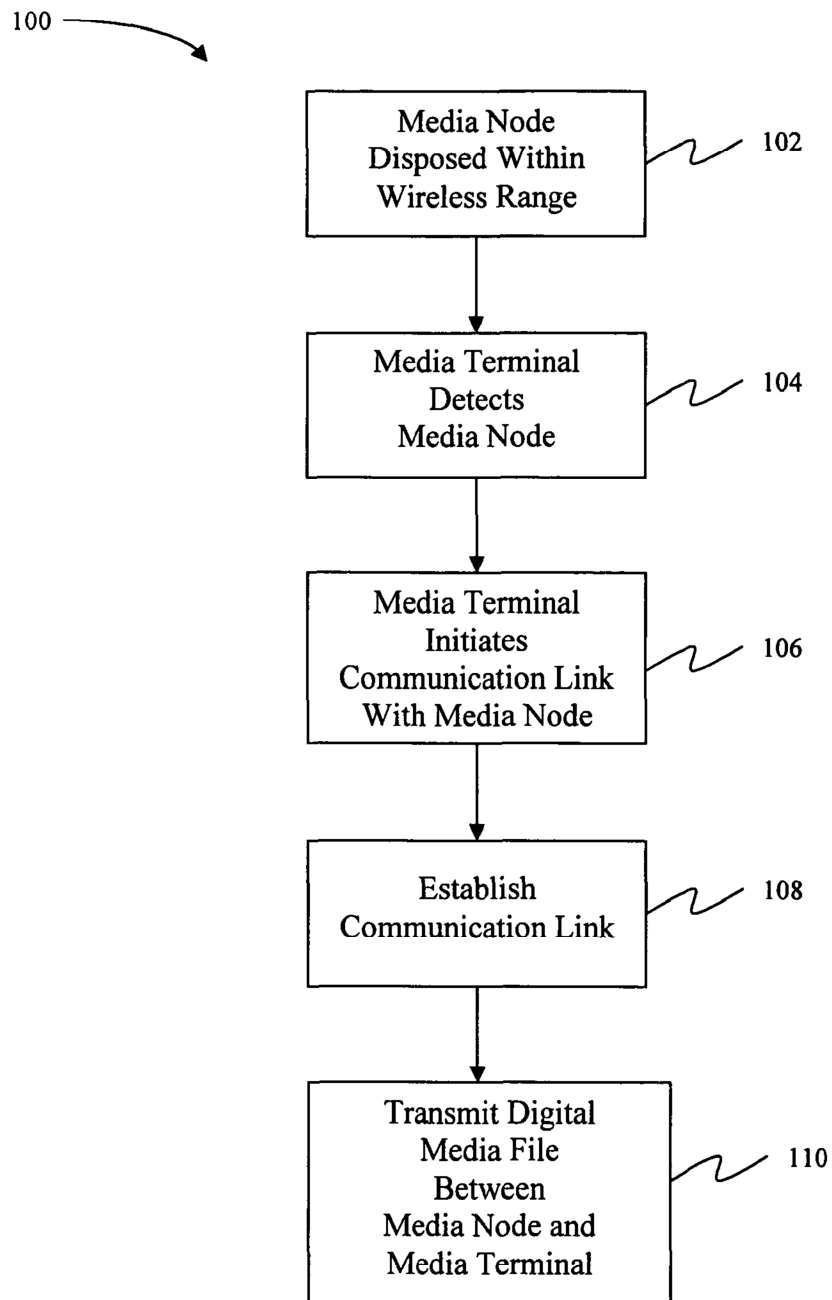 100
Media Node
Disposed Within
Wireless Range
102
Media Terminal
Detects
Media Node
104
Media Terminal
Initiates
Communication Link
With Media Node
106
Establish
Communication Link
108
Transmit Digital
Media File
Between
Media Node and
Media Terminal
110